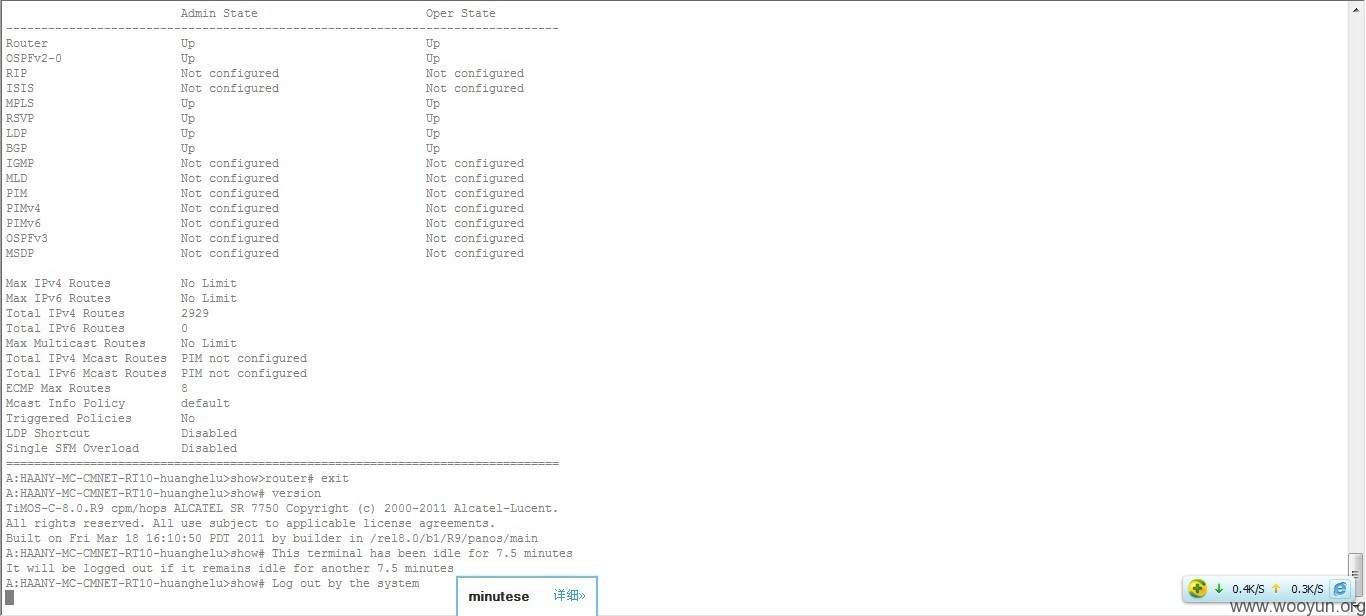 Admin State Oper State
-------------------------------------------------------------------------------
Router Up Up
OSPFv2-0 Up Up
RIP Not configured Not configured
ISIS Not configured Not configured
MPLS Up Up
RSVP Up Up
LDP Up Up
BGP Up Up
IGMP Not configured Not configured
MLD Not configured Not configured
PIM Not configured Not configured
PIMv4 Not configured Not configured
PIMv6 Not configured Not configured
OSPFv3 Not configured Not configured
MSDP Not configured Not configured
Max IPv4 Routes No Limit
Max IPv6 Routes No Limit
Total IPv4 Routes 2929
Total IPv6 Routes 0
Max Multicast Routes No Limit
Total IPv4 Mcast Routes PIM not configured
Total IPv6 Mcast Routes PIM not configured
ECMP Max Routes 8
Mcast Info Policy default
Triggered Policies No
LDP Shortcut Disabled
Single SFM Overload Disabled
===============================================================================
A:HAANY-MC-CMNET-RT10-huanghelu>show>router# exit
A:HAANY-MC-CMNET-RT10-huanghelu>show# version
TiMOS-C-8.0.R9 cpm/hops ALCATEL SR 7750 Copyright (c) 2000-2011 Alcatel-Lucent.
All rights reserved. All use subject to applicable license agreements.
Built on Fri Mar 18 16:10:50 PDT 2011 by builder in /rel8.0/b1/R9/panos/main
A:HAANY-MC-CMNET-RT10-huanghelu>show# This terminal has been idle for 7.5 minutes
It will be logged out if it remains idle for another 7.5 minutes
A:HAANY-MC-CMNET-RT10-huanghelu>show# Log out by the system
minutese 详细»
↓ 0.4K/S ↑ 0.3K/S
www.wooyun.org